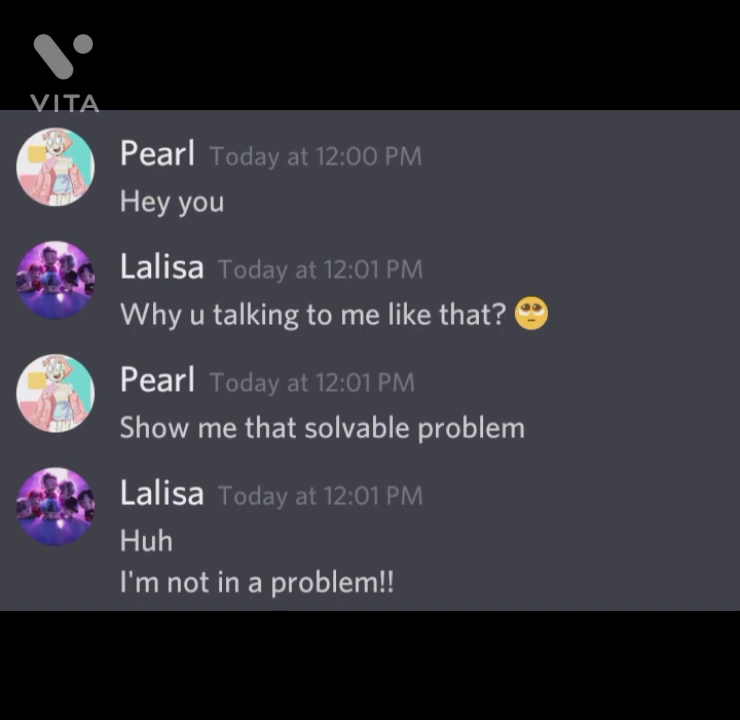 VITA
Pearl Today at 12:00 PM
Hey you
Lalisa Today at 12:01 PM
Why u talking to me like that? 🥺
Pearl Today at 12:01 PM
Show me that solvable problem
Lalisa Today at 12:01 PM
Huh
I'm not in a problem!!